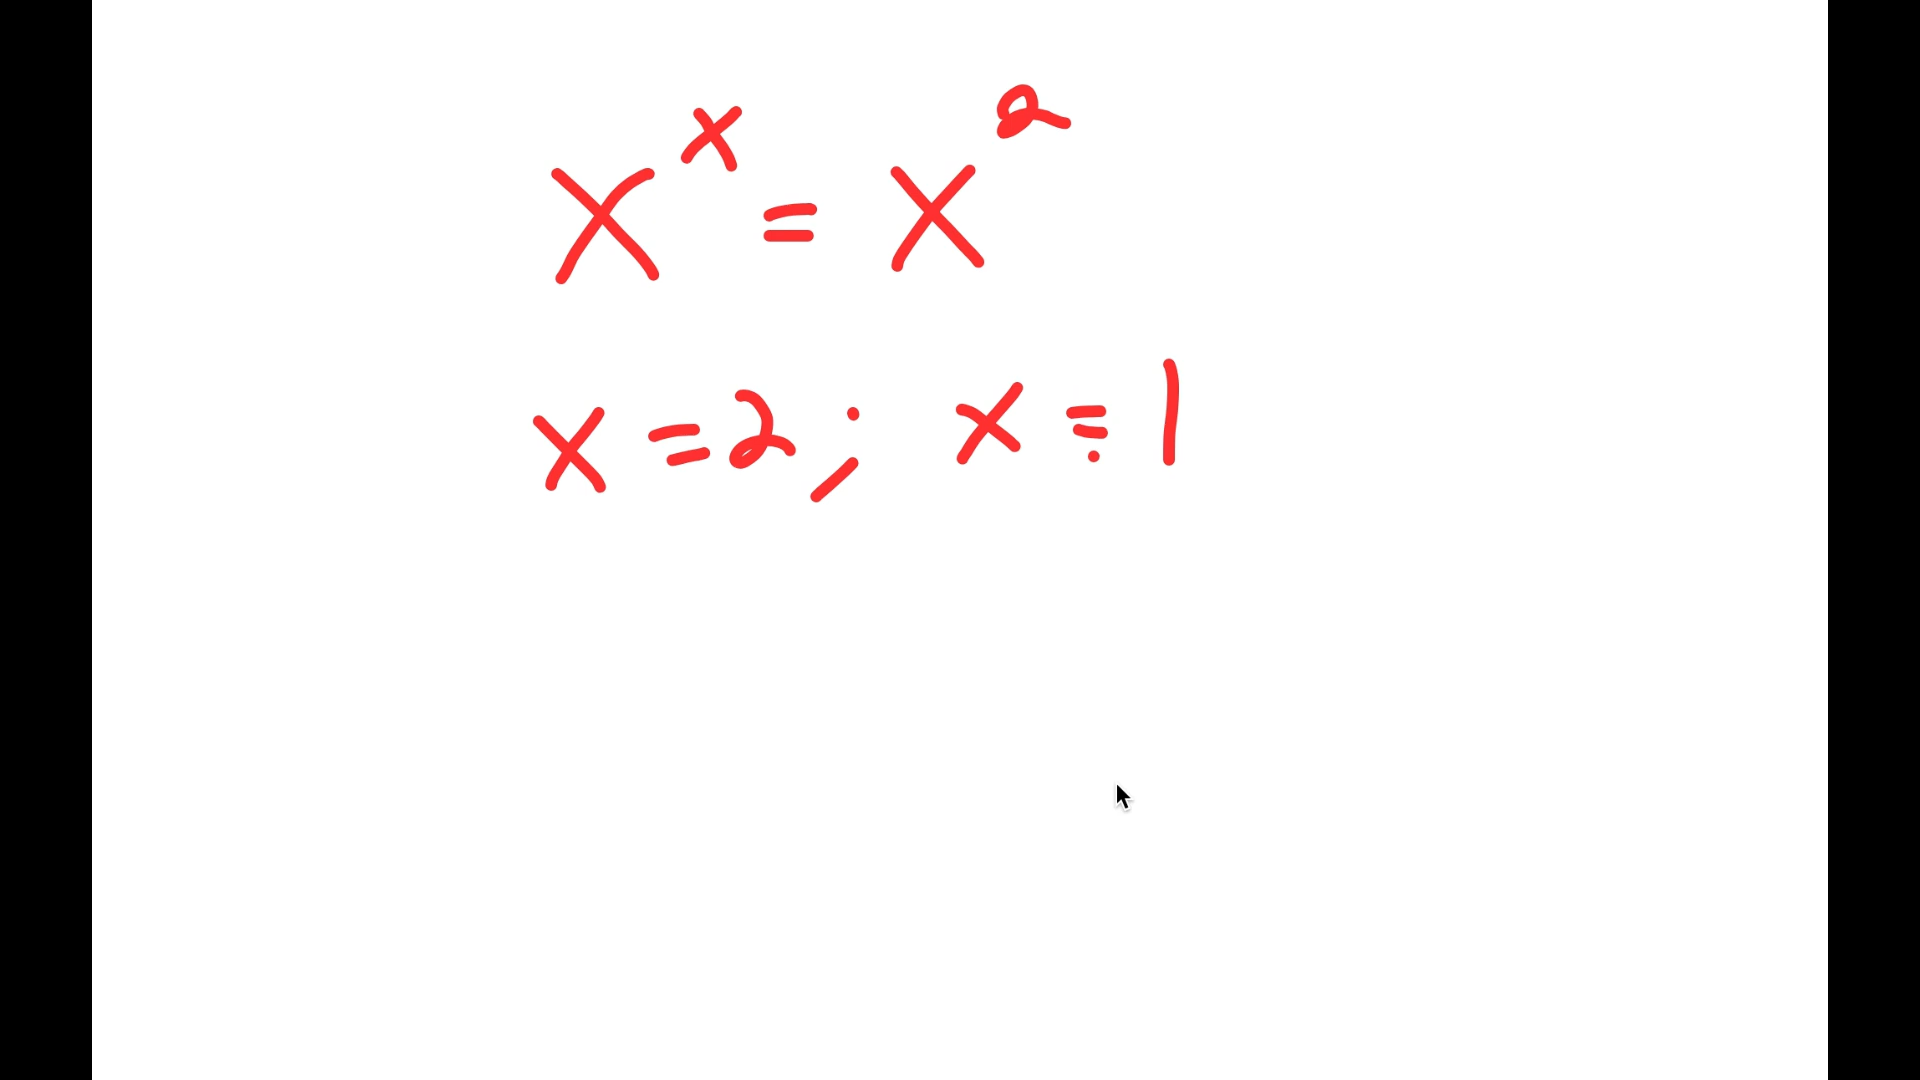 x^x = x^2
x = 2; x = 1